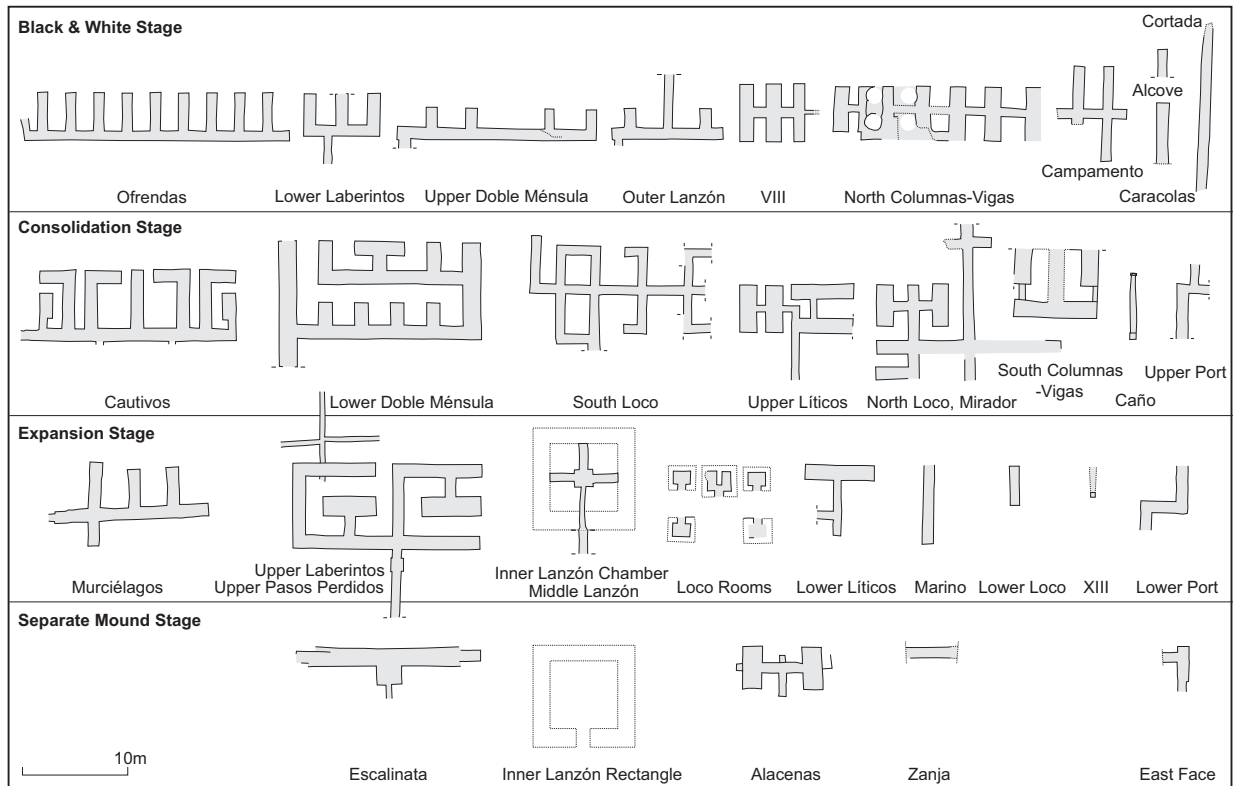 Black & White Stage
Cortada
Alcove
Campamento
Ofrendas
Lower Laberintos
Upper Doble Ménsula
Outer Lanzón
VIII
North Columnas-Vigas
Caracolas
Consolidation Stage
South Columnas
-Vigas
Upper Port
Caño
Cautivos
Lower Doble Ménsula
South Loco
Upper Líticos
North Loco, Mirador
Expansion Stage
Murciélagos
Upper Laberintos
Upper Pasos Perdidos
Inner Lanzón Chamber
Middle Lanzón
Loco Rooms
Lower Líticos
Marino
Lower Loco
XIII
Lower Port
Separate Mound Stage
10m
Escalinata
Inner Lanzón Rectangle
Alacenas
Zanja
East Face